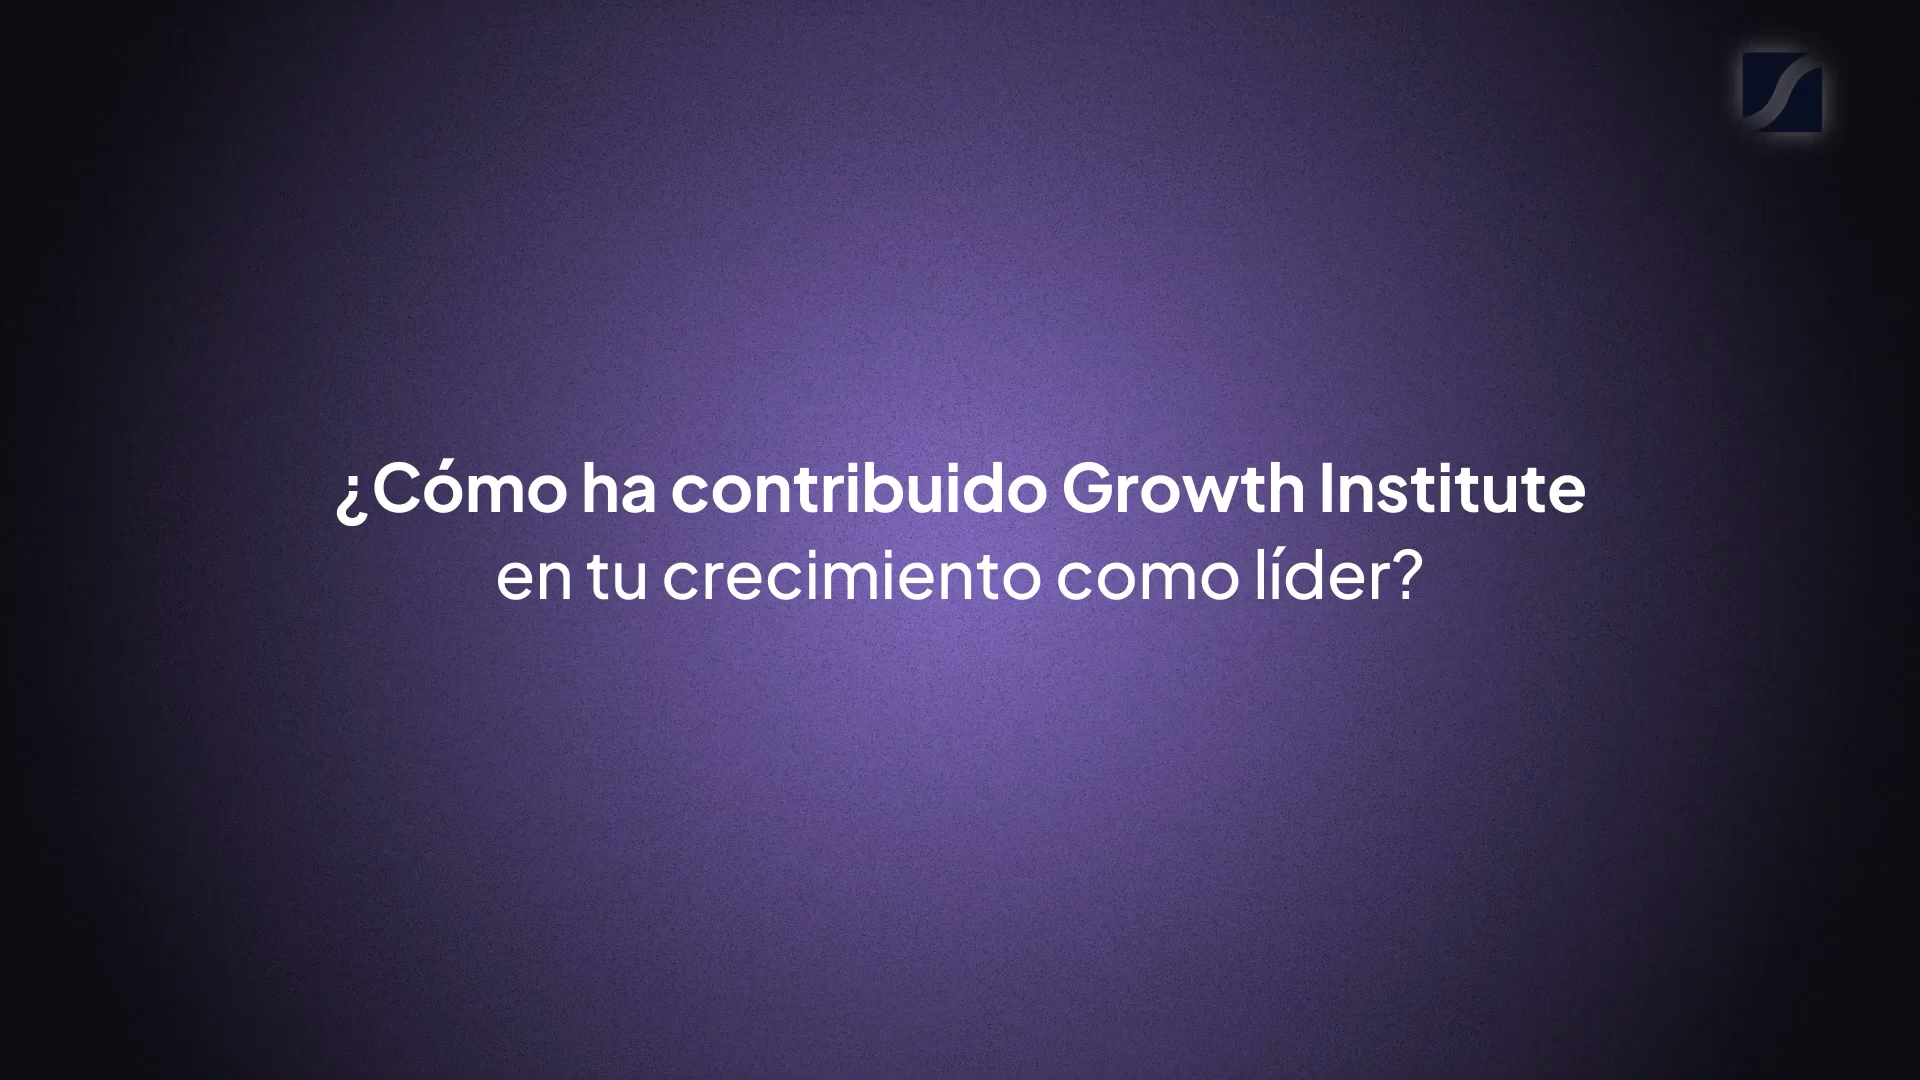 ¿Cómo ha contribuido Growth Institute
en tu crecimiento como líder?